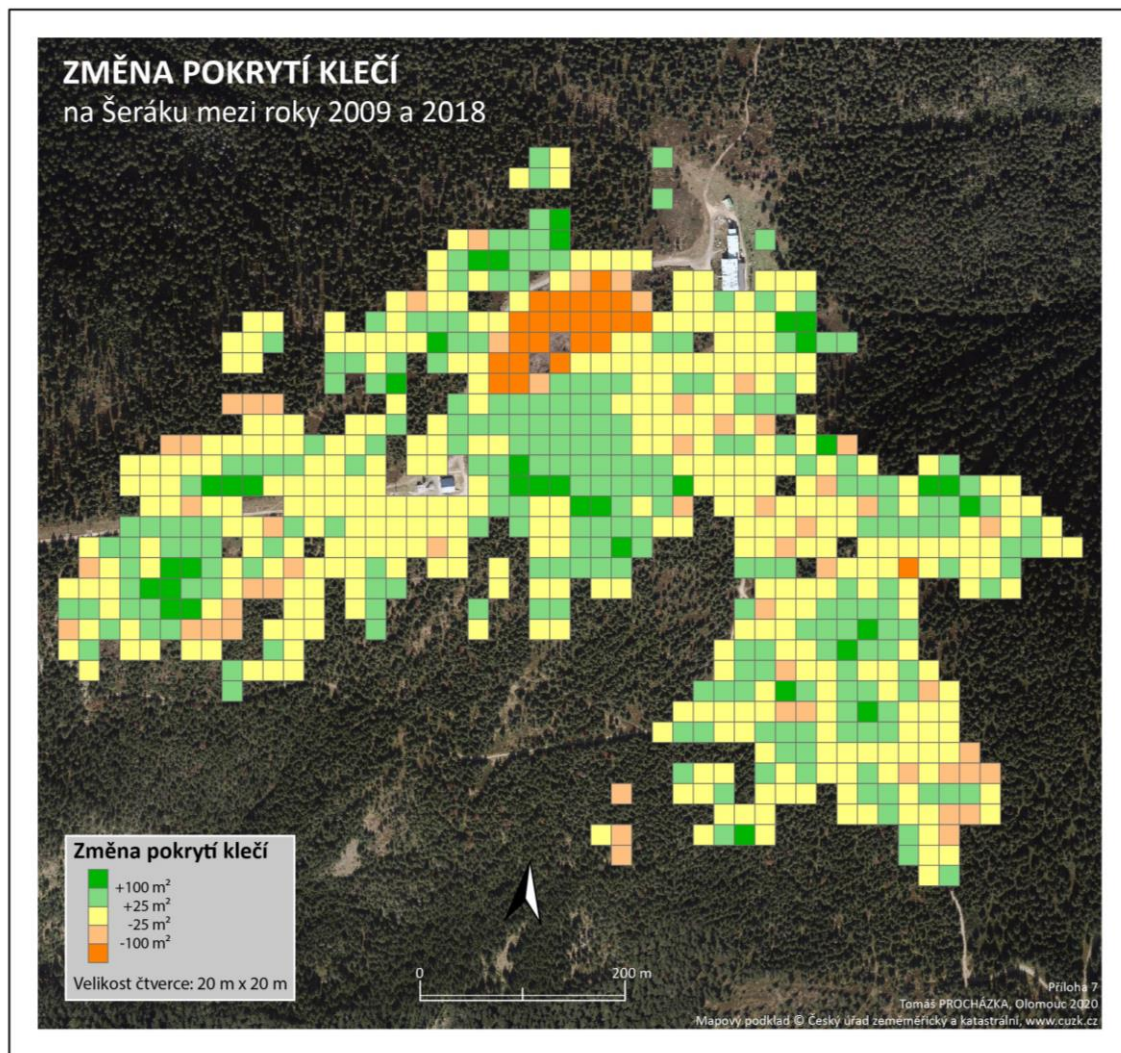 ZMĚNA POKRYTÍ KLEČÍ
na Šeráku mezi roky 2009 a 2018
Změna pokrytí klečí
+100 m²
+25 m²
-25 m²
-100 m²
Velikost čtverce: 20 m x 20 m
0 200 m
Příloha 7
Tomáš PROCHÁZKA, Olomouc 2020
Mapový podklad © Český úřad zeměměřický a katastrální, www.cuzk.cz